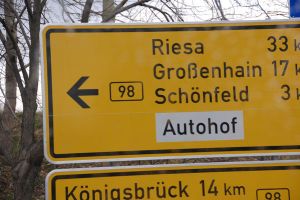 Riesa 33 k
Großenhain 17 k
98 Schönfeld 3 k
Autohof
Königsbrück 14 km
98